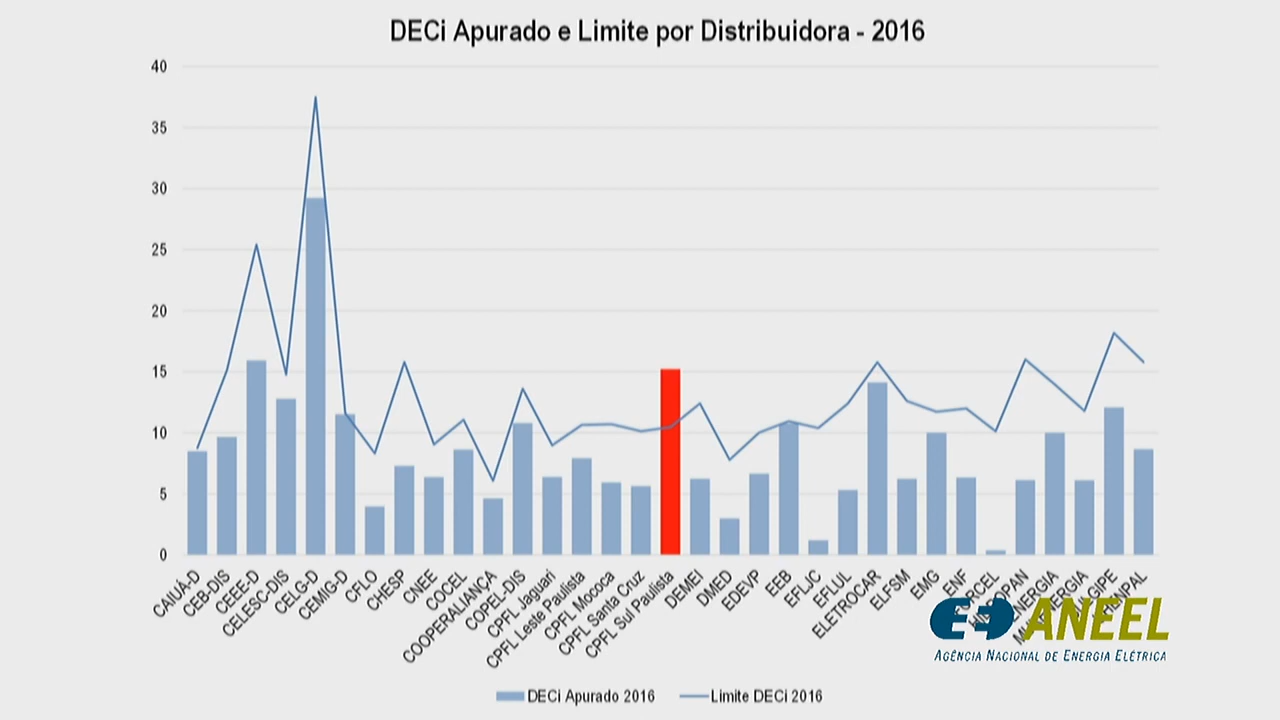 DECi Apurado e Limite por Distribuidora - 2016
40
35
30
25
20
15
10
5
0
CAIUÁ-D
CEB-DIS
CEEE-D
CELESC-DIS
CELG-D
CEMIG-D
CFLO
CHESP
CNEE
COCEL
COOPERALIANÇA
COPEL-DIS
CPFL Jaguari
CPFL Leste Paulista
CPFL Mococa
CPFL Santa Cruz
CPFL Sul Paulista
DEMEI
DMED
EDEVP
EEB
EFLJC
EFLUL
ELETROCAR
ELFSM
EMG
ENF
ANEEL
AGÊNCIA NACIONAL DE ENERGIA ELÉTRICA
DECi Apurado 2016
Limite DECi 2016